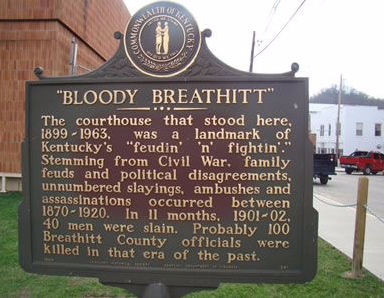 COMMONWEALTH OF KENTUCKY
"BLOODY BREATHITT"
The courthouse that stood here,
1899-1963, was a landmark of
Kentucky's "feudin' 'n' fightin'."
Stemming from Civil War, family
feuds and political disagreements,
unnumbered slayings, ambushes and
assassinations occurred between
1870-1920. In 11 months, 1901-02,
40 men were slain. Probably 100
Breathitt County officials were
killed in that era of the past.